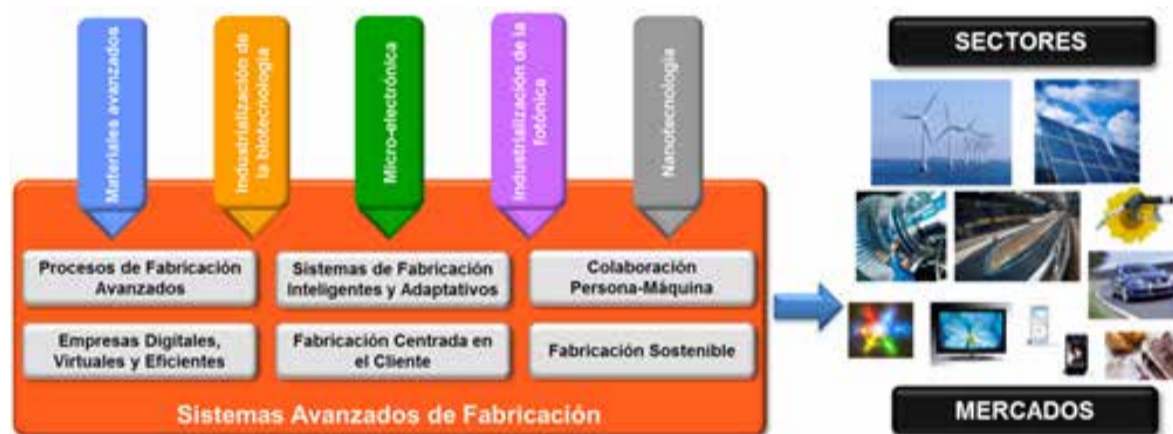 Materiales avanzados
Industrialización de
la biotecnología
Micro-electrónica
Industrialización de la
fotónica
Nanotecnología
Procesos de Fabricación
Avanzados
Sistemas de Fabricación
Inteligentes y Adaptativos
Colaboración
Persona-Máquina
Empresas Digitales,
Virtuales y Eficientes
Fabricación Centrada en
el Cliente
Fabricación Sostenible
Sistemas Avanzados de Fabricación
SECTORES
MERCADOS